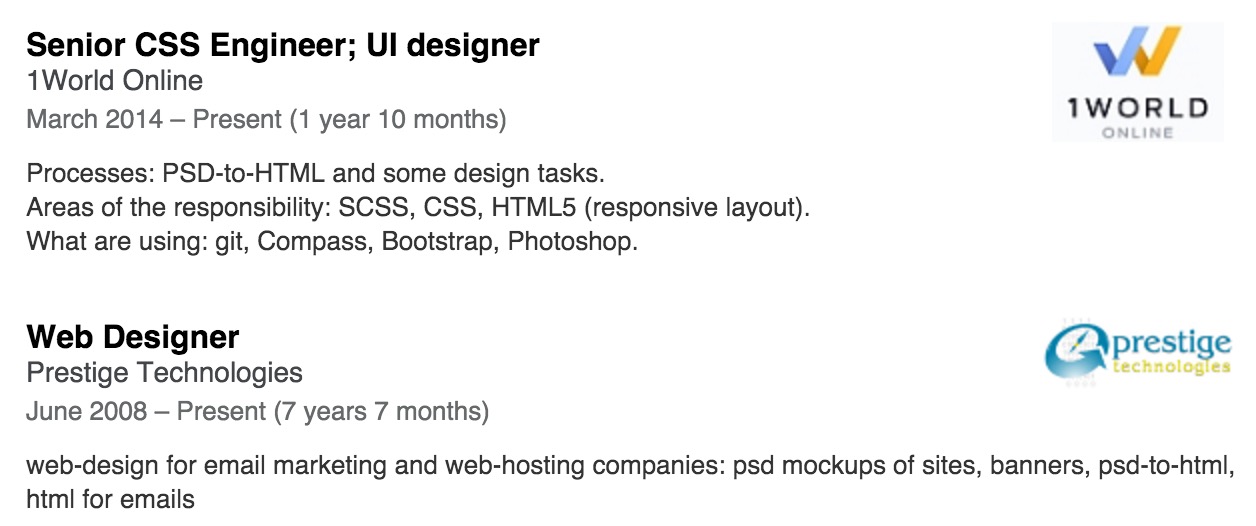 Senior CSS Engineer; UI designer
1World Online
March 2014 – Present (1 year 10 months)
1WORLD
ONLINE
Processes: PSD-to-HTML and some design tasks.
Areas of the responsibility: SCSS, CSS, HTML5 (responsive layout).
What are using: git, Compass, Bootstrap, Photoshop.
Web Designer
Prestige Technologies
June 2008 – Present (7 years 7 months)
prestige
technologies
web-design for email marketing and web-hosting companies: psd mockups of sites, banners, psd-to-html,
html for emails